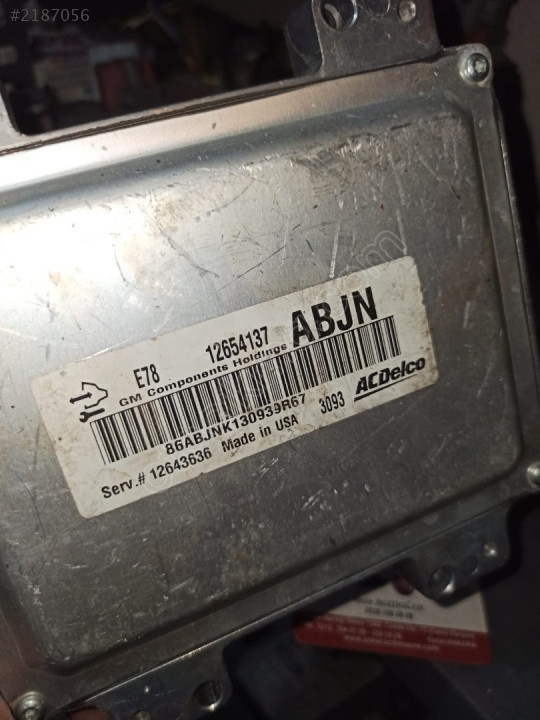 #2187056
E78 12654137 ABJN
GM Components Holdings
86ABJNK130939R67
3093 ACDelco
Serv.# 12643636 Made in USA